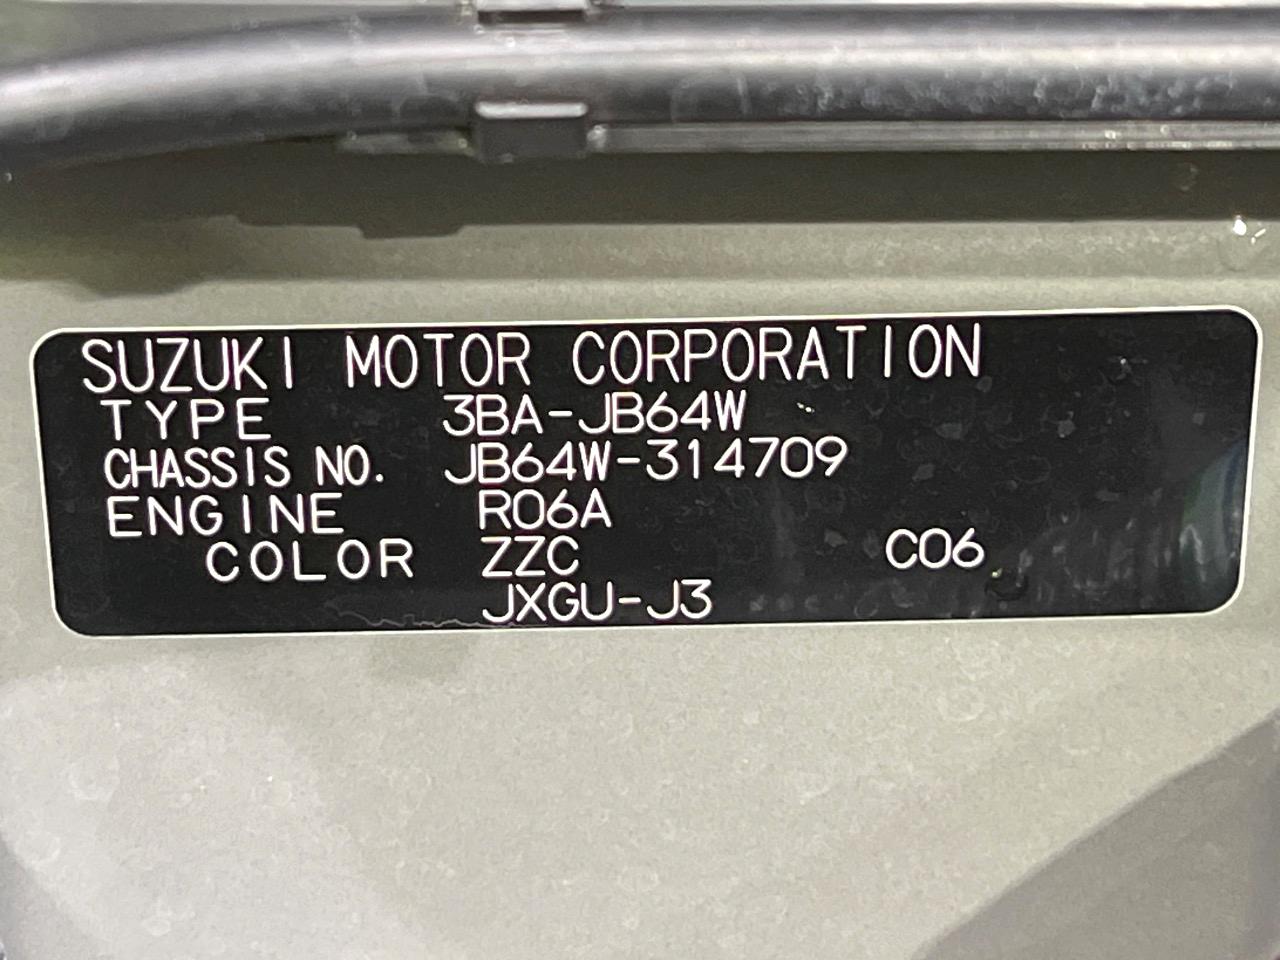 SUZUKI MOTOR CORPORATION
TYPE 3BA-JB64W
CHASSIS NO. JB64W-314709
ENGINE R06A
COLOR ZZC C06
JXGU-J3